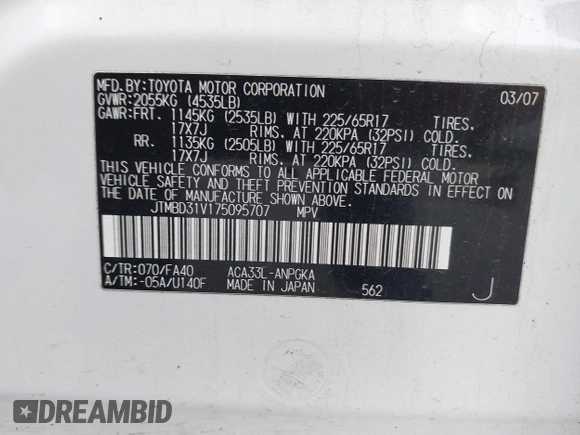 MFD. BY:TOYOTA MOTOR CORPORATION 03/07
GVWR:2055KG (4535LB)
GAWR:FRT. 1145KG (2535LB) WITH 225/65R17 TIRES,
17X7J RIMS, AT 220KPA (32PSI) COLD.
RR. 1135KG (2505LB) WITH 225/65R17 TIRES,
17X7J RIMS, AT 220KPA (32PSI) COLD.
THIS VEHICLE CONFORMS TO ALL APPLICABLE FEDERAL MOTOR
VEHICLE SAFETY AND THEFT PREVENTION STANDARDS IN EFFECT ON
THE DATE OF MANUFACTURE SHOWN ABOVE.
JTMBD31V175095707 MPV
C/TR:070/FA40 ACA33L-ANPGKA
A/TM:-05A/U140F MADE IN JAPAN 562 J
DREAMBID